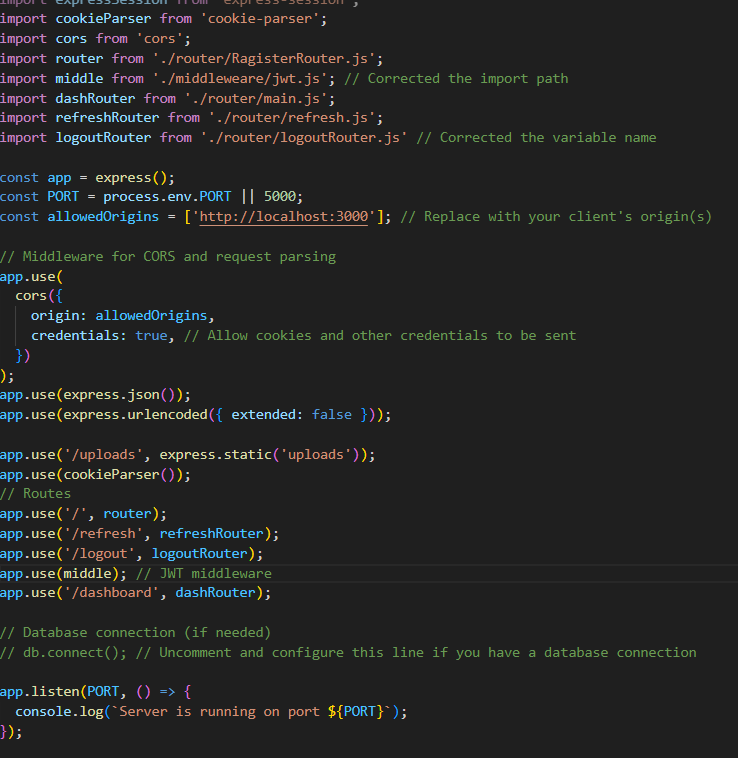 import expressSession from 'express-session';
import cookieParser from 'cookie-parser';
import cors from 'cors';
import router from './router/RagisterRouter.js';
import middle from './middleweare/jwt.js'; // Corrected the import path
import dashRouter from './router/main.js';
import refreshRouter from './router/refresh.js';
import logoutRouter from './router/logoutRouter.js' // Corrected the variable name
const app = express();
const PORT = process.env.PORT || 5000;
const allowedOrigins = ['http://localhost:3000']; // Replace with your client's origin(s)
// Middleware for CORS and request parsing
app.use(
cors({
origin: allowedOrigins,
credentials: true, // Allow cookies and other credentials to be sent
})
);
app.use(express.json());
app.use(express.urlencoded({ extended: false }));
app.use('/uploads', express.static('uploads'));
app.use(cookieParser());
// Routes
app.use('/', router);
app.use('/refresh', refreshRouter);
app.use('/logout', logoutRouter);
app.use(middle); // JWT middleware
app.use('/dashboard', dashRouter);
// Database connection (if needed)
// db.connect(); // Uncomment and configure this line if you have a database connection
app.listen(PORT, () => {
console.log(`Server is running on port ${PORT}`);
});